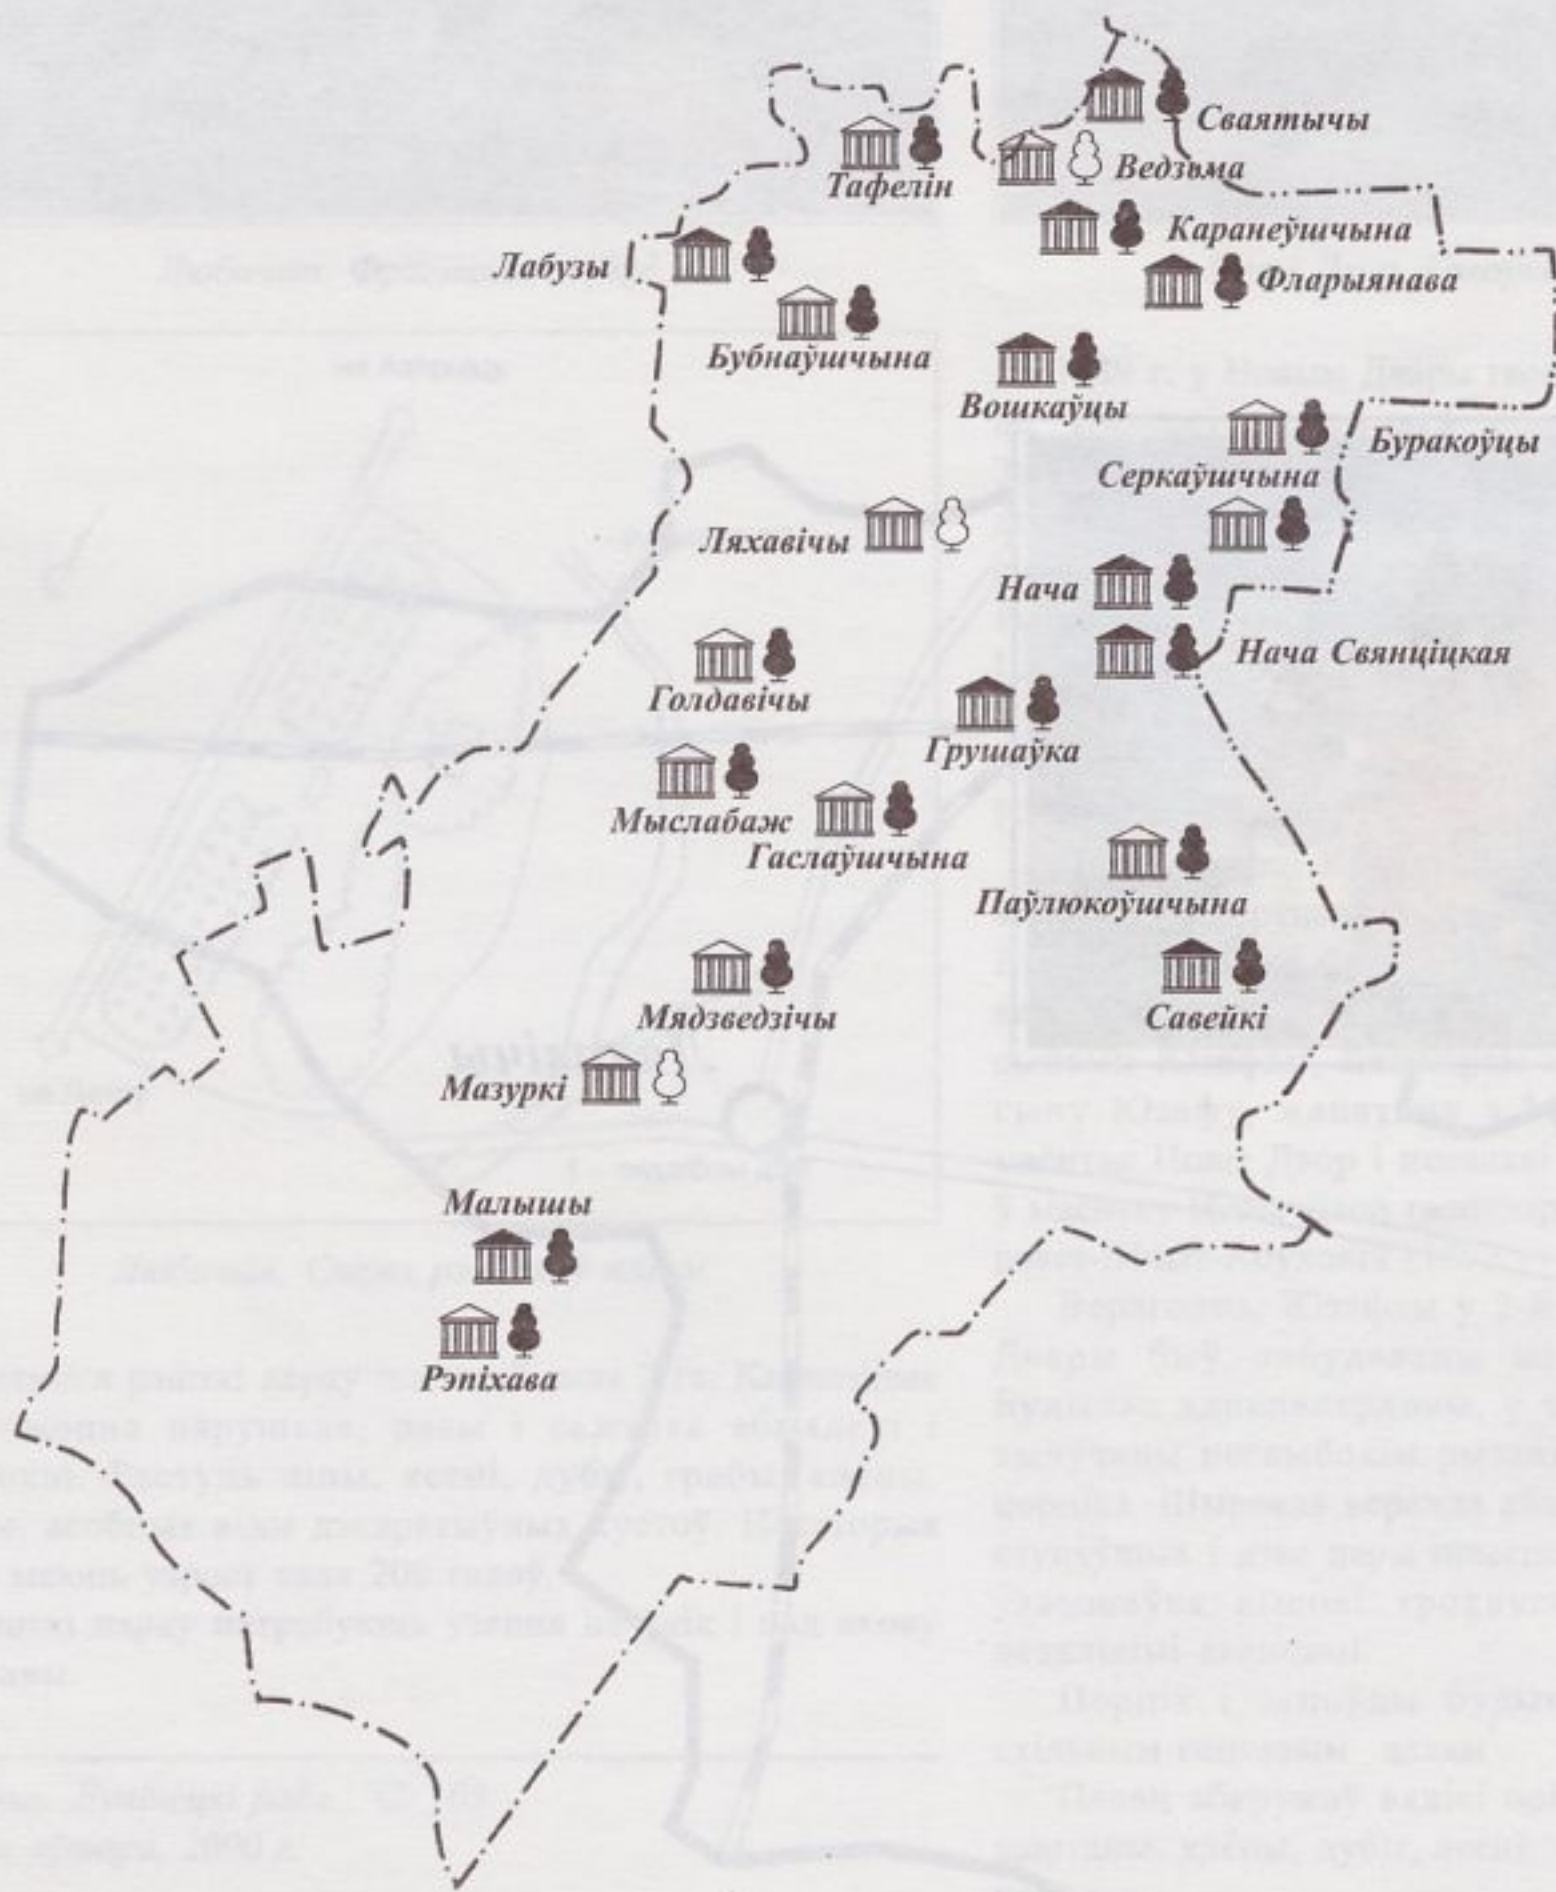 Сваятычы
Ведзьма
Тафелін
Каранеўшчына
Лабузы
Фларыянава
Бубнаўшчына
Вошкаўцы
Буракоўцы
Серкаўшчына
Ляхавічы
Нача
Нача Свянціцкая
Голдавічы
Грушаўка
Мыслабаж
Гаслаўшчына
Паўлюкоўшчына
Мядзведзічы
Савейкі
Мазуркі
Малышы
Рэпіхава